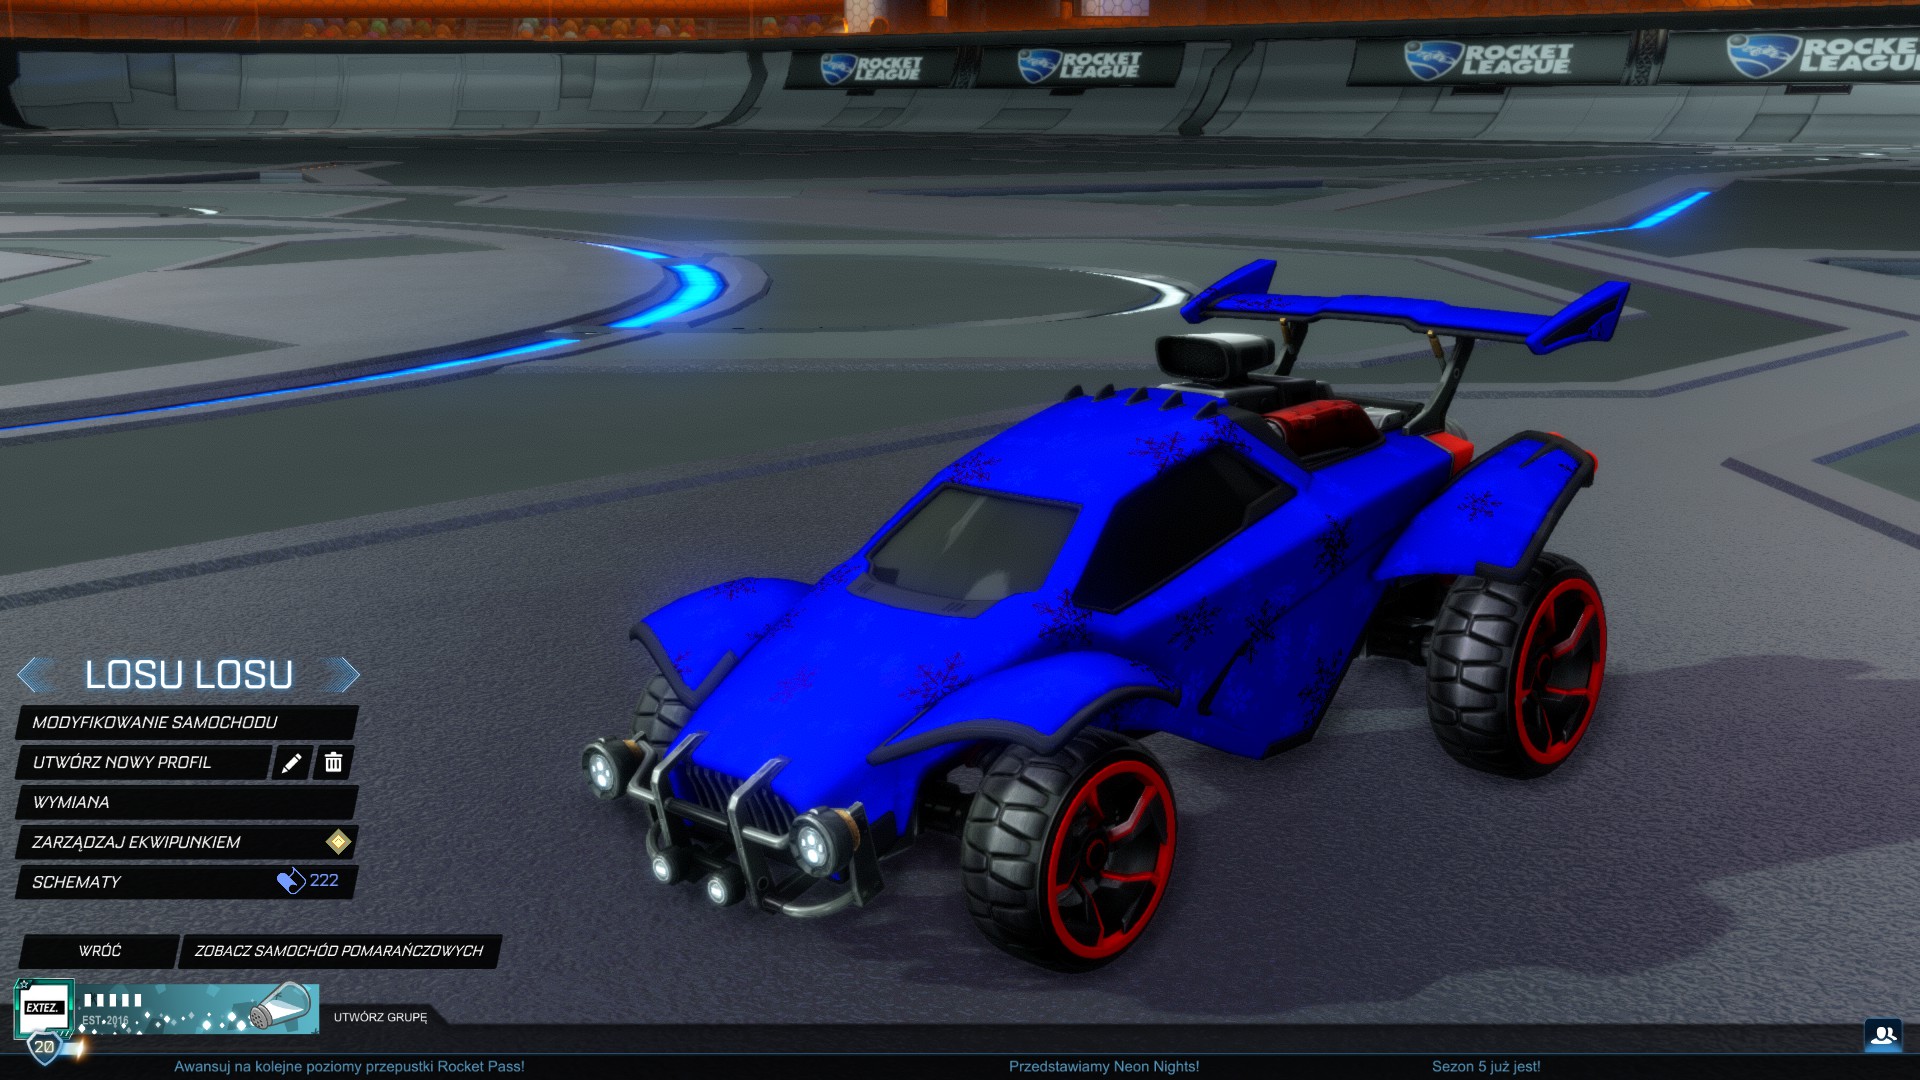 ROCKET LEAGUE
ROCKET LEAGUE
ROCKET LEAGUE
LOSU LOSU
MODYFIKOWANIE SAMOCHODU
UTWÓRZ NOWY PROFIL
WYMIANA
ZARZĄDZAJ EKWIPUNKIEM
SCHEMATY 222
WRÓĆ ZOBACZ SAMOCHÓD POMARAŃCZOWYCH
EXTEZ.
EST. 2016
UTWÓRZ GRUPĘ
20
Awansuj na kolejne poziomy przepustki Rocket Pass! Przedstawiamy Neon Nights! Sezon 5 już jest!